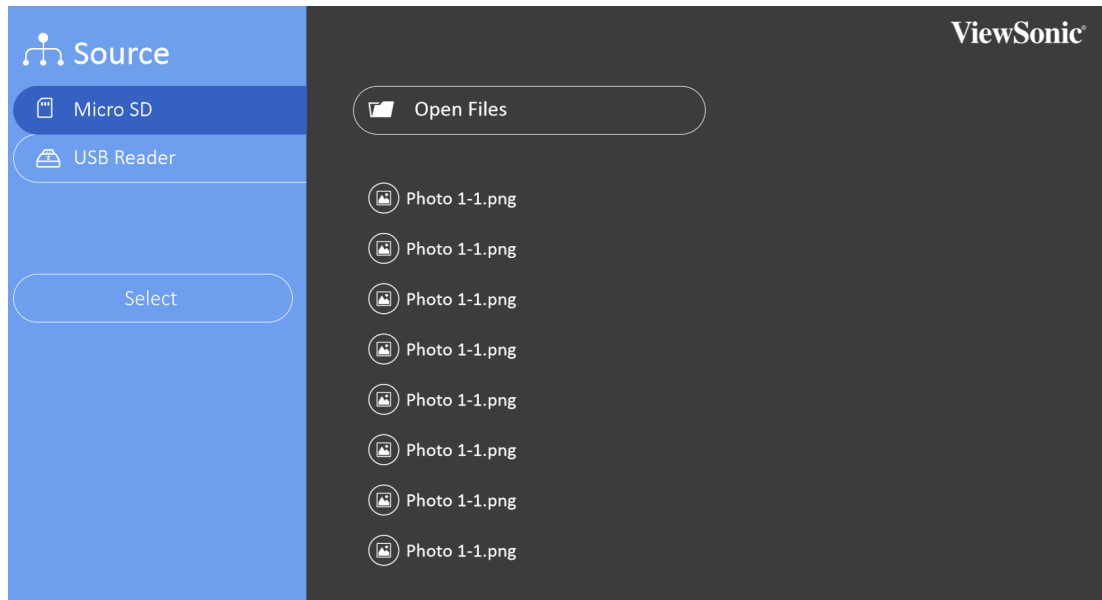 Source
Micro SD
USB Reader
Select
ViewSonic®
Open Files
Photo 1-1.png
Photo 1-1.png
Photo 1-1.png
Photo 1-1.png
Photo 1-1.png
Photo 1-1.png
Photo 1-1.png
Photo 1-1.png